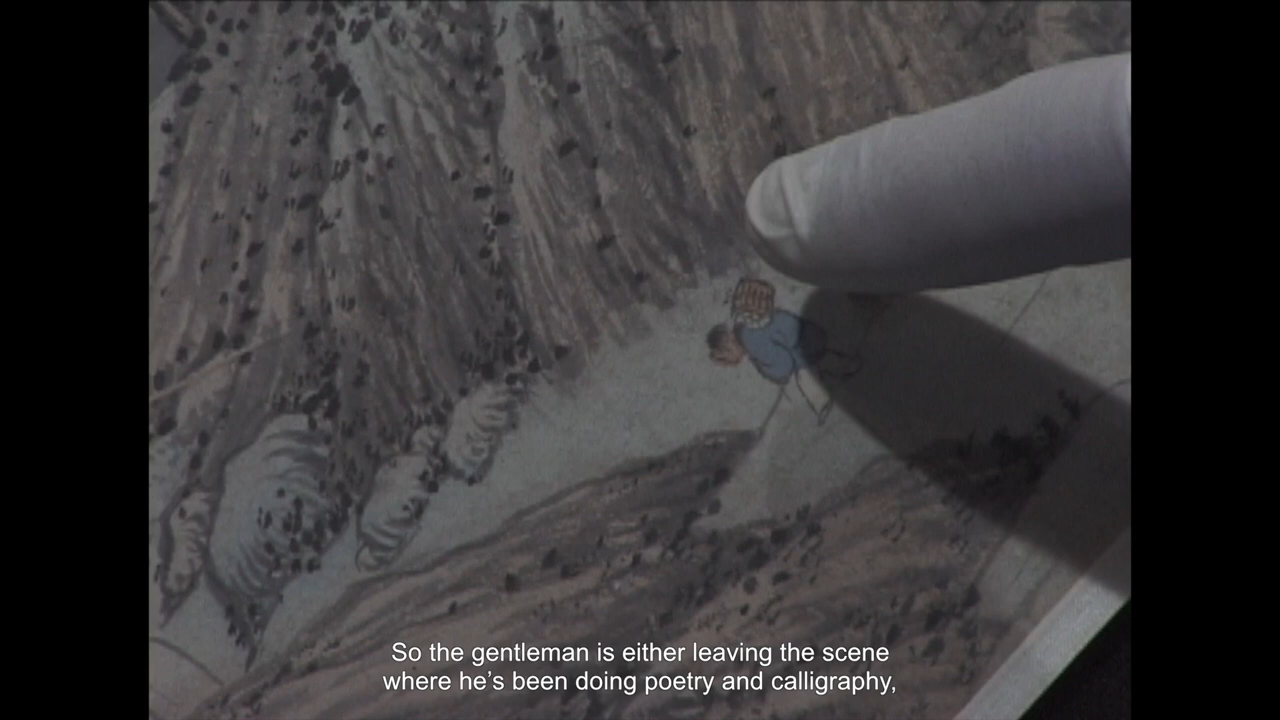 So the gentleman is either leaving the scene
where he’s been doing poetry and calligraphy,